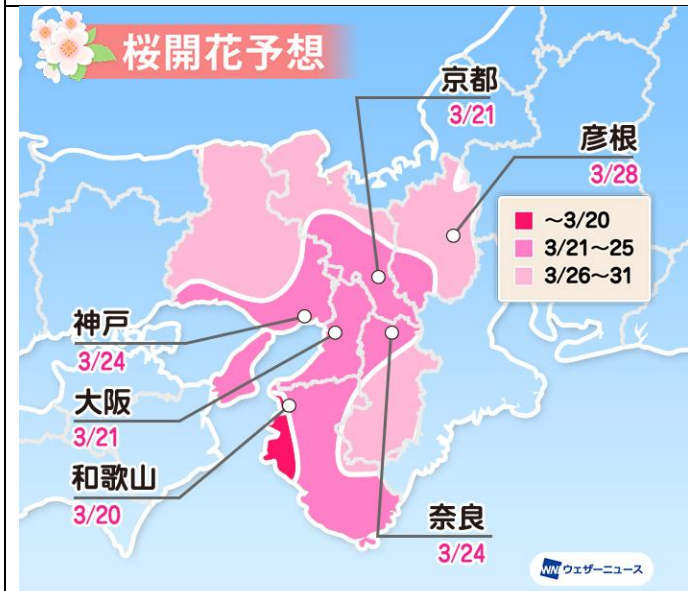 桜開花予想
京都
3/21
彦根
3/28
～3/20
3/21～25
3/26～31
神戸
3/24
大阪
3/21
和歌山
3/20
奈良
3/24
WNI ウェザーニュース